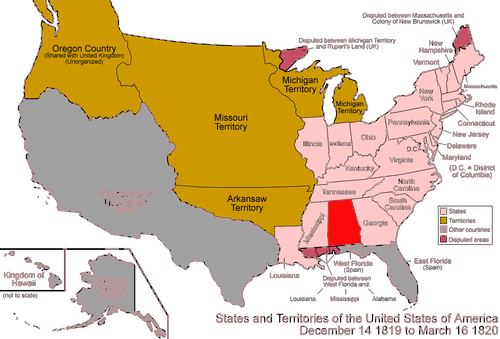 Disputed between Massachusetts and
Colony of New Brunswick (UK)
Disputed between Michigan Territory
and Rupert's Land (UK)
New
Hampshire
Vermont
Oregon Country
(Shared with United Kingdom)
(Unorganized)
Michigan
Territory
Massachusetts
New
York
Rhode
Island
Michigan
Territory
Connecticut
Missouri
Territory
Pennsylvania
New Jersey
Delaware
Maryland
(D.C. = District
of Columbia)
D.C.
Illinois
Indiana
Ohio
Virginia
Kentucky
North
Carolina
Tennessee
Arkansaw
Territory
South
Carolina
Mississippi
Georgia
States
Territories
Other countries
Disputed areas
Kingdom of
Hawaii
(not to scale)
Louisiana
West Florida
(Spain)
East Florida
(Spain)
Disputed between
West Florida and
Louisiana
Mississippi
Alabama
States and Territories of the United States of America
December 14 1819 to March 16 1820